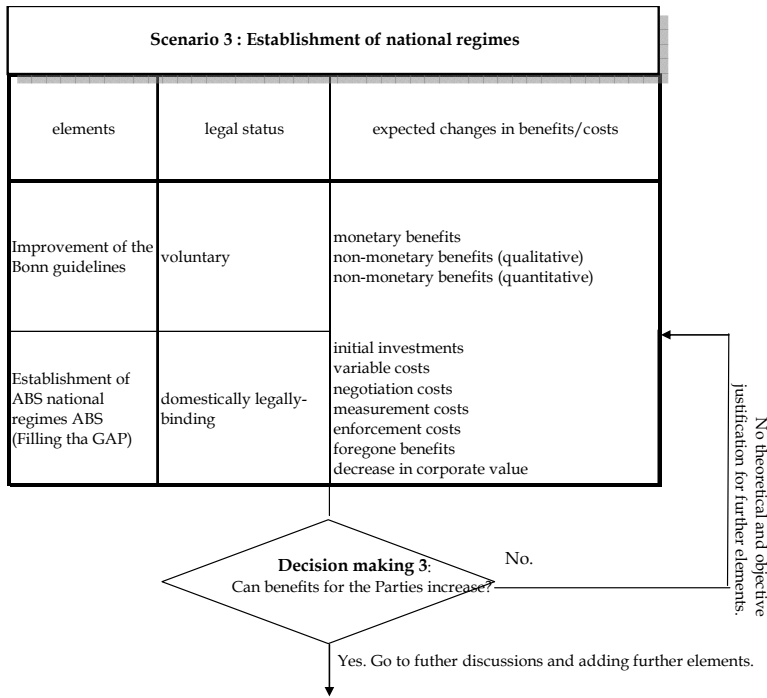 Scenario 3 : Establishment of national regimes
elements
legal status
expected changes in benefits/costs
Improvement of the
Bonn guidelines
voluntary
monetary benefits
non-monetary benefits (qualitative)
non-monetary benefits (quantitative)
Establishment of
ABS national
regimes ABS
(Filling tha GAP)
domestically legally-
binding
initial investments
variable costs
negotiation costs
measurement costs
enforcement costs
foregone benefits
decrease in corporate value
No theoretical and objective
justification for further elements.
Decision making 3:
Can benefits for the Parties increase?
No.
Yes. Go to futher discussions and adding further elements.